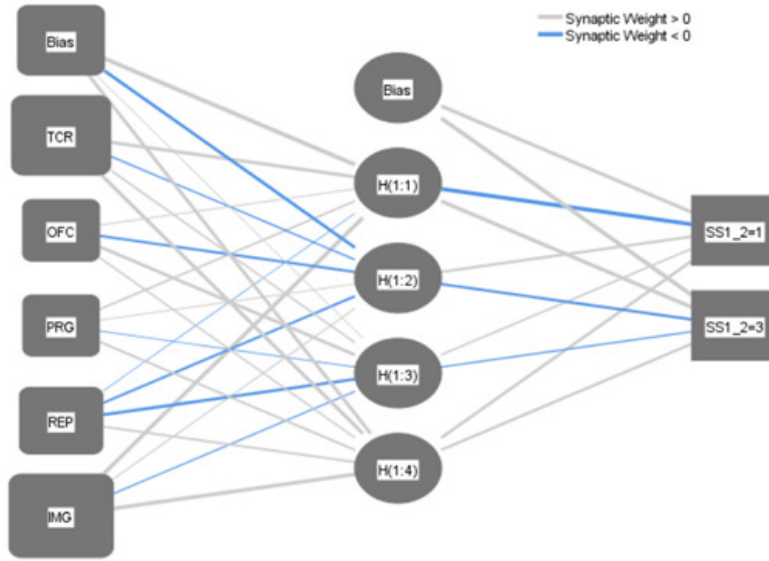 Synaptic Weight > 0
Synaptic Weight < 0
Bias
TCR
OFC
PRG
REP
IMG
Bias
H(1:1)
H(1:2)
H(1:3)
H(1:4)
SS1_2=1
SS1_2=3